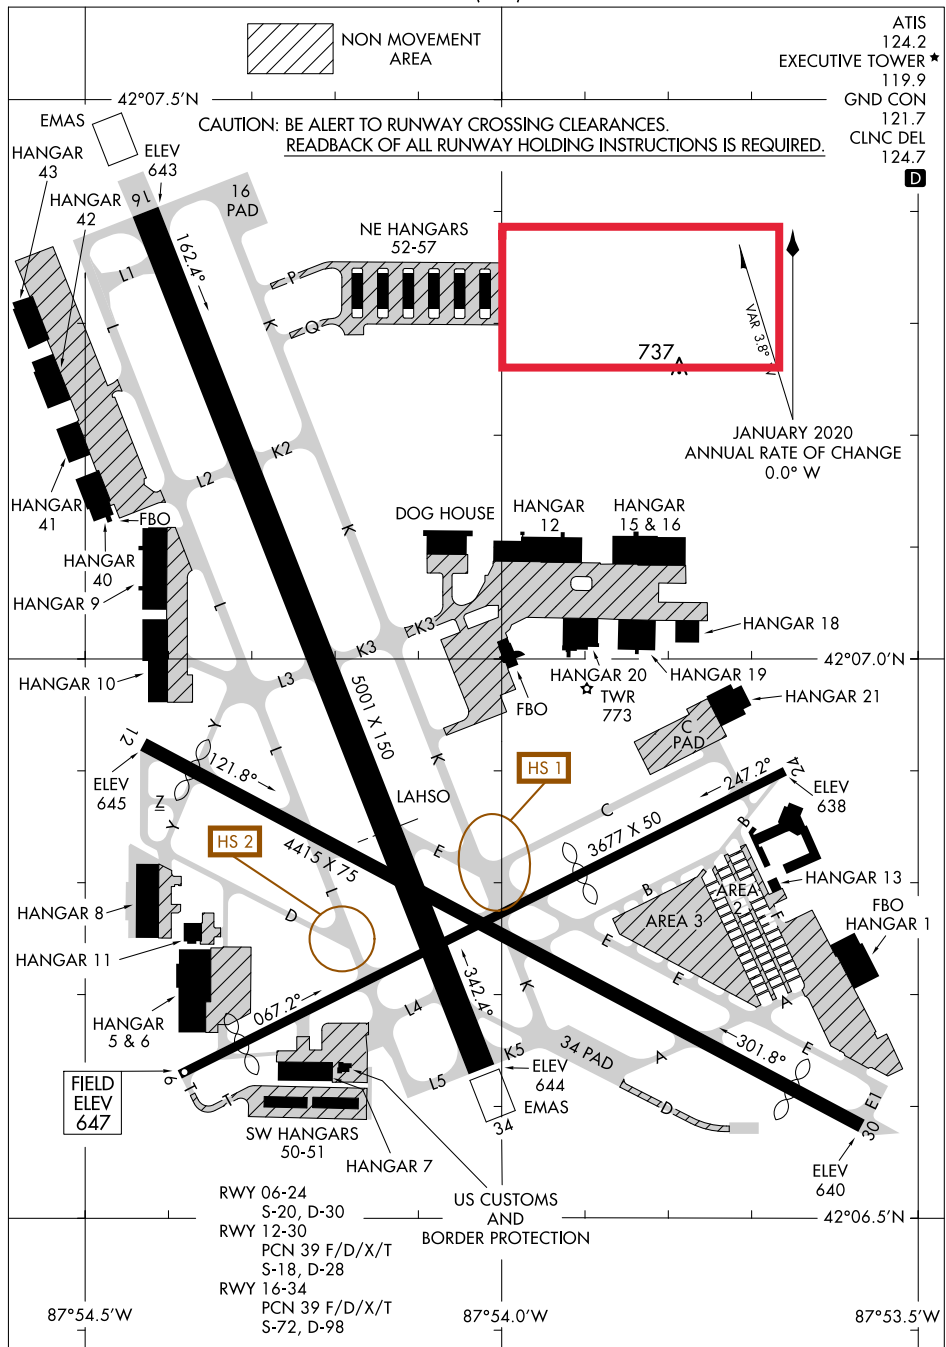 NON MOVEMENT
AREA
ATIS
124.2
EXECUTIVE TOWER
119.9
GND CON
121.7
CLNC DEL
124.7
D
42°07.5'N
EMAS
CAUTION: BE ALERT TO RUNWAY CROSSING CLEARANCES.
READBACK OF ALL RUNWAY HOLDING INSTRUCTIONS IS REQUIRED.
HANGAR
43
ELEV
643
HANGAR
42
16
16
PAD
NE HANGARS
52-57
162.4°
L1
L
P
Q
K
VAR 3.8° W
737
JANUARY 2020
ANNUAL RATE OF CHANGE
0.0° W
K2
L2
HANGAR
41
FBO
HANGAR
40
K
DOG HOUSE
HANGAR
12
HANGAR
15 & 16
HANGAR 9
L
K3
K3
HANGAR 18
HANGAR 10
L3
5001 X 150
FBO
HANGAR 20
HANGAR 19
42°07.0'N
TWR
773
HANGAR 21
C
PAD
12
Y
L
K
121.8°
ELEV
645
Z
Y
LAHSO
HS 1
247.2°
24
ELEV
638
C
3677 X 50
B
HS 2
4415 X 75
E
L
B
HANGAR 13
AREA
2
AREA 3
F
FBO
HANGAR 1
HANGAR 8
D
E
E
HANGAR 11
HANGAR
5 & 6
067.2°
342.4°
K
A
L4
301.8°
E
K5
34 PAD
A
6
T
T
L5
ELEV
644
EMAS
34
D
E1
30
FIELD
ELEV
647
SW HANGARS
50-51
HANGAR 7
ELEV
640
US CUSTOMS
AND
BORDER PROTECTION
42°06.5'N
RWY 06-24
S-20, D-30
RWY 12-30
PCN 39 F/D/X/T
S-18, D-28
RWY 16-34
PCN 39 F/D/X/T
S-72, D-98
87°54.5'W
87°54.0'W
87°53.5'W